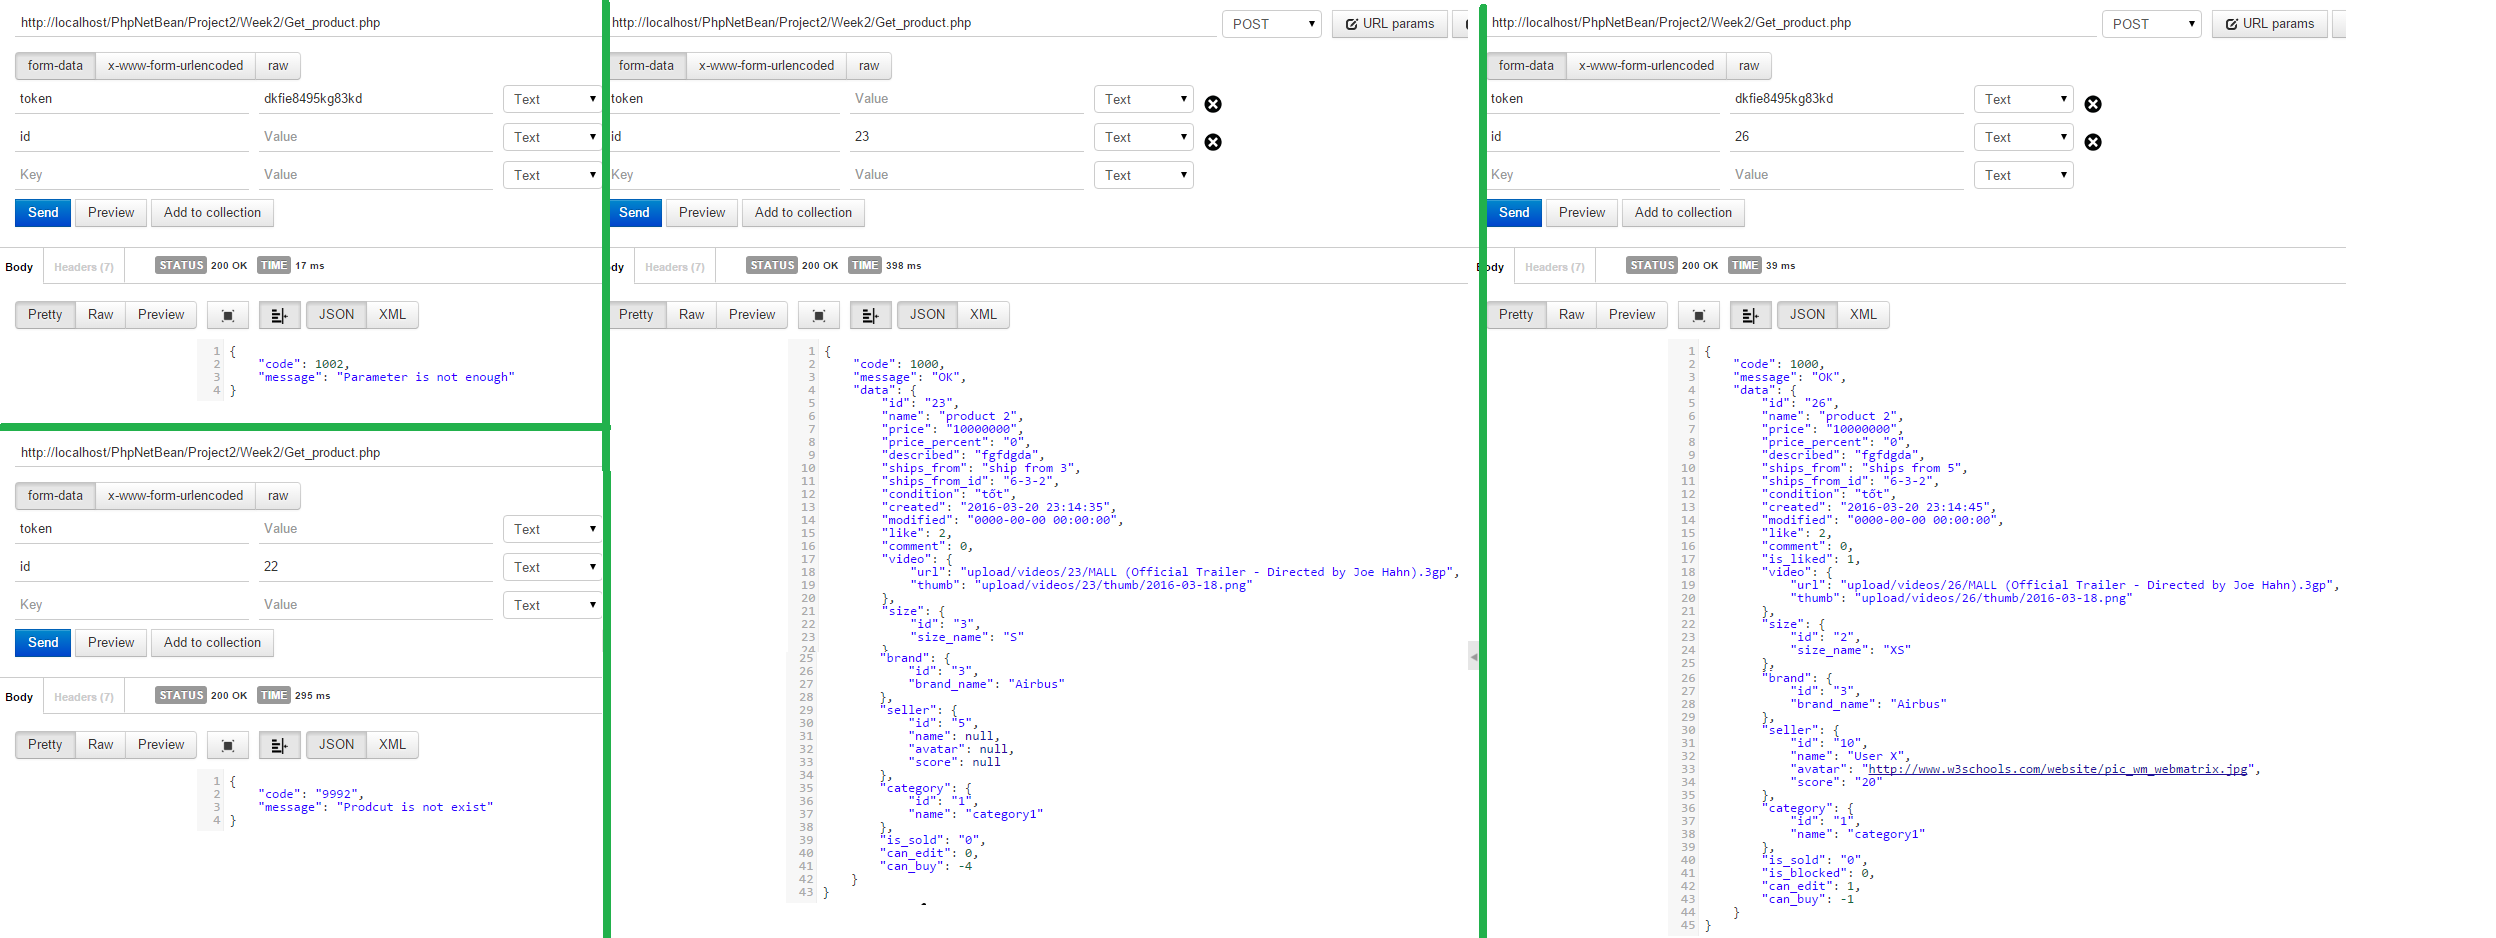 http://localhost/PhpNetBean/Project2/Week2/Get_product.php
form-data x-www-form-urlencoded raw
token dkfie8495kg83kd Text
id Value Text
Key Value Text
Send Preview Add to collection
Body Headers (7) STATUS 200 OK TIME 17 ms
Pretty Raw Preview JSON XML
1 {
2 "code": 1002,
3 "message": "Parameter is not enough"
4 }
http://localhost/PhpNetBean/Project2/Week2/Get_product.php
form-data x-www-form-urlencoded raw
token Value Text
id 22 Text
Key Value Text
Send Preview Add to collection
Body Headers (7) STATUS 200 OK TIME 295 ms
Pretty Raw Preview JSON XML
1 {
2 "code": "9992",
3 "message": "Prodcut is not exist"
4 }
http://localhost/PhpNetBean/Project2/Week2/Get_product.php POST URL params
form-data x-www-form-urlencoded raw
token Value Text
id 23 Text
Key Value Text
Send Preview Add to collection
dy Headers (7) STATUS 200 OK TIME 398 ms
Pretty Raw Preview JSON XML
1 {
2 "code": 1000,
3 "message": "OK",
4 "data": {
5 "id": "23",
6 "name": "product 2",
7 "price": "10000000",
8 "price_percent": "0",
9 "described": "fgfdgda",
10 "ships_from": "ship from 3",
11 "ships_from_id": "6-3-2",
12 "condition": "tốt",
13 "created": "2016-03-20 23:14:35",
14 "modified": "0000-00-00 00:00:00",
15 "like": 2,
16 "comment": 0,
17 "video": {
18 "url": "upload/videos/23/MALL (Official Trailer - Directed by Joe Hahn).3gp",
19 "thumb": "upload/videos/23/thumb/2016-03-18.png"
20 },
21 "size": {
22 "id": "3",
23 "size_name": "S"
24 }
25 "brand": {
26 "id": "3",
27 "brand_name": "Airbus"
28 },
29 "seller": {
30 "id": "5",
31 "name": null,
32 "avatar": null,
33 "score": null
34 },
35 "category": {
36 "id": "1",
37 "name": "category1"
38 },
39 "is_sold": "0",
40 "can_edit": 0,
41 "can_buy": -4
42 }
43 }
http://localhost/PhpNetBean/Project2/Week2/Get_product.php POST URL params
form-data x-www-form-urlencoded raw
token dkfie8495kg83kd Text
id 26 Text
Key Value Text
Send Preview Add to collection
Body Headers (7) STATUS 200 OK TIME 39 ms
Pretty Raw Preview JSON XML
1 {
2 "code": 1000,
3 "message": "OK",
4 "data": {
5 "id": "26",
6 "name": "product 2",
7 "price": "10000000",
8 "price_percent": "0",
9 "described": "fgfdgda",
10 "ships_from": "ships from 5",
11 "ships_from_id": "6-3-2",
12 "condition": "tốt",
13 "created": "2016-03-20 23:14:45",
14 "modified": "0000-00-00 00:00:00",
15 "like": 2,
16 "comment": 0,
17 "is_liked": 1,
18 "video": {
19 "url": "upload/videos/26/MALL (Official Trailer - Directed by Joe Hahn).3gp",
20 "thumb": "upload/videos/26/thumb/2016-03-18.png"
21 },
22 "size": {
23 "id": "2",
24 "size_name": "XS"
25 },
26 "brand": {
27 "id": "3",
28 "brand_name": "Airbus"
29 },
30 "seller": {
31 "id": "10",
32 "name": "User X",
33 "avatar": "http://www.w3schools.com/website/pic_wm_webmatrix.jpg",
34 "score": "20"
35 },
36 "category": {
37 "id": "1",
38 "name": "category1"
39 },
40 "is_sold": "0",
41 "is_blocked": 0,
42 "can_edit": 1,
43 "can_buy": -1
44 }
45 }